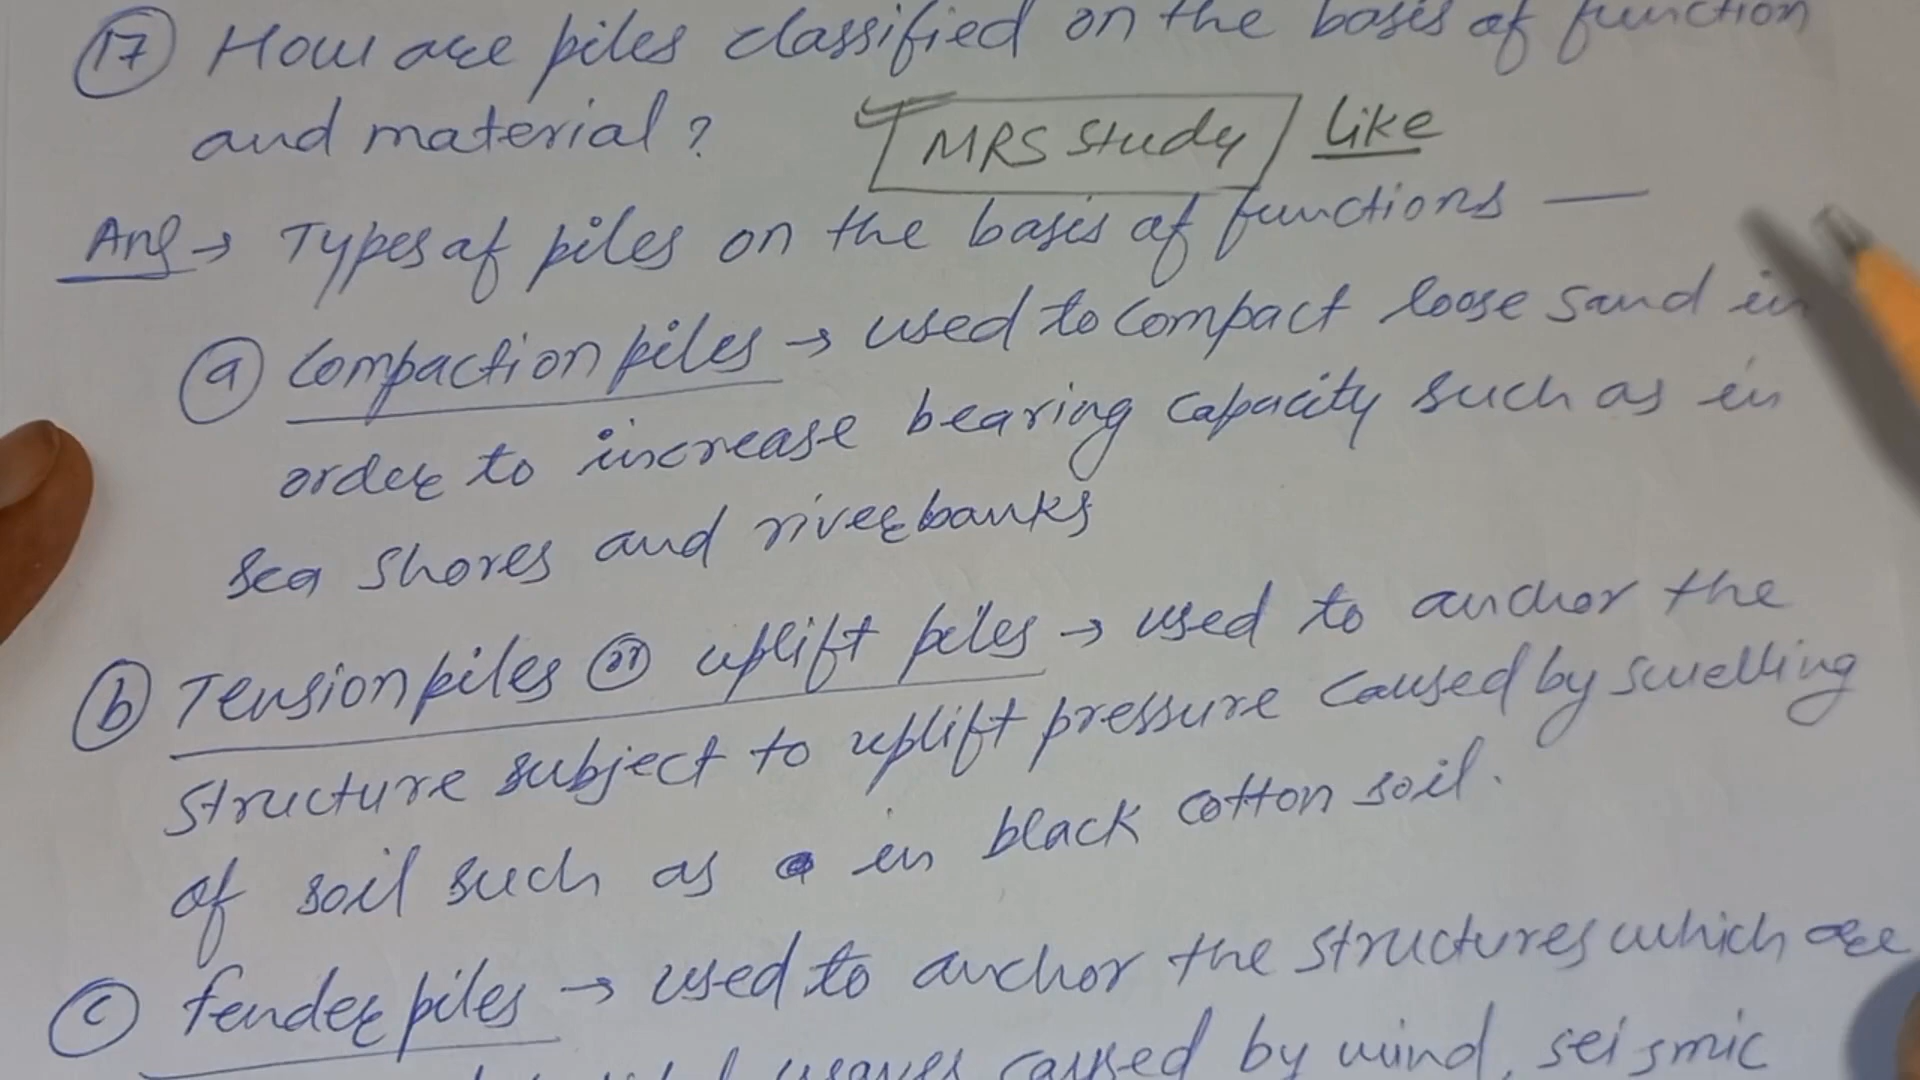 17 How are piles classified on the basis of function
and material?
MRS Study like
Ans → Types of piles on the basis of functions —
a Compaction piles → used to compact loose sand in
order to increase bearing capacity such as in
sea shores and river banks
b Tension piles or uplift piles → used to anchor the
structure subject to uplift pressure caused by swelling
of soil such as in black cotton soil.
c fender piles → used to anchor the structures which are
waves caused by wind, seismic